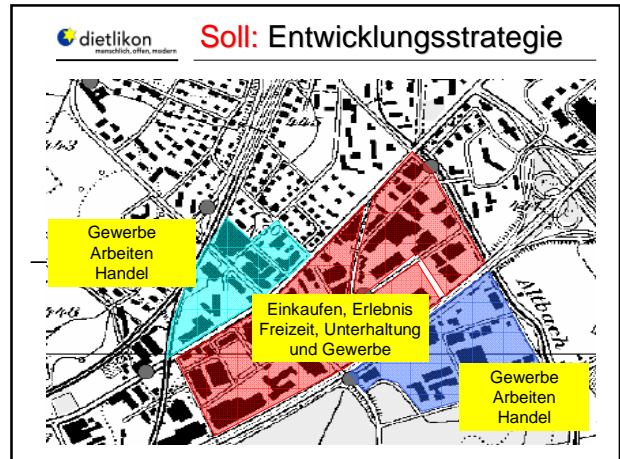 dietlikon
menschlich, offen, modern
Soll: Entwicklungsstrategie
Gewerbe
Arbeiten
Handel
Einkaufen, Erlebnis
Freizeit, Unterhaltung
und Gewerbe
Altbach
Gewerbe
Arbeiten
Handel